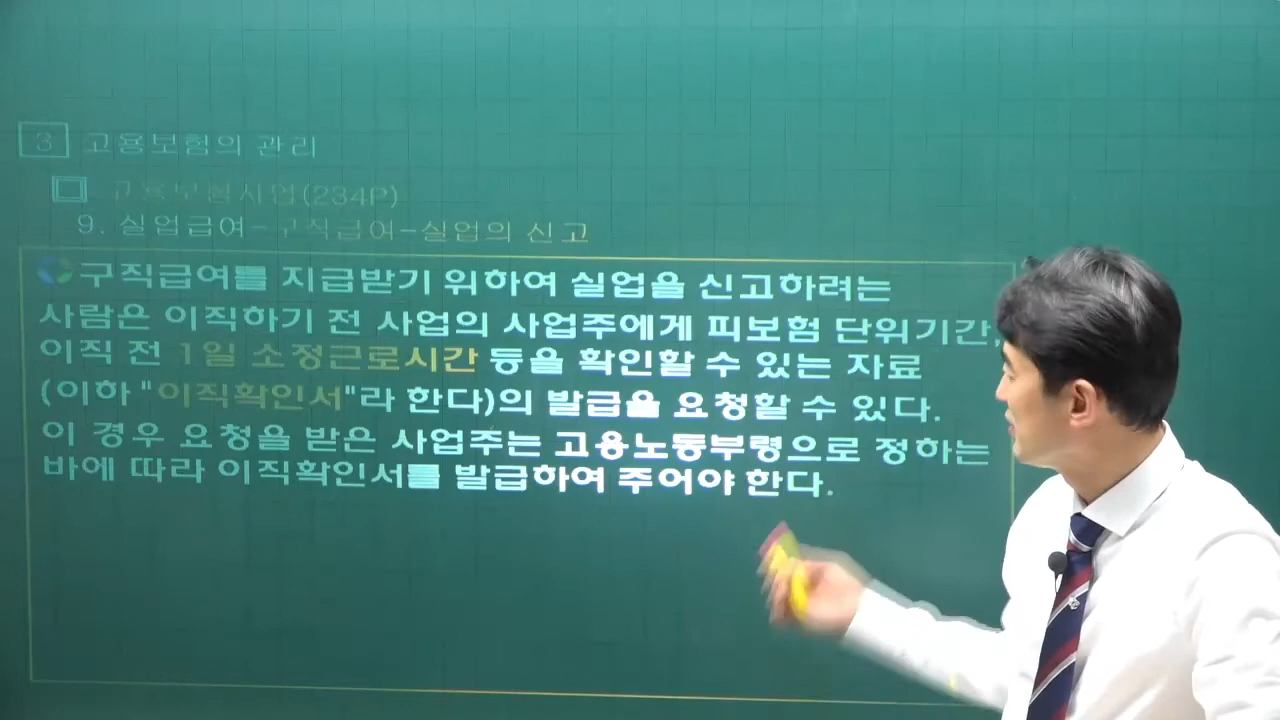 3 고용보험의 관리
고용보험사업(234P)
9. 실업급여-구직급여-실업의 신고
구직급여를 지급받기 위하여 실업을 신고하려는
사람은 이직하기 전 사업의 사업주에게 피보험 단위기간,
이직 전 1일 소정근로시간 등을 확인할 수 있는 자료
(이하 "이직확인서"라 한다)의 발급을 요청할 수 있다.
이 경우 요청을 받은 사업주는 고용노동부령으로 정하는
바에 따라 이직확인서를 발급하여 주어야 한다.